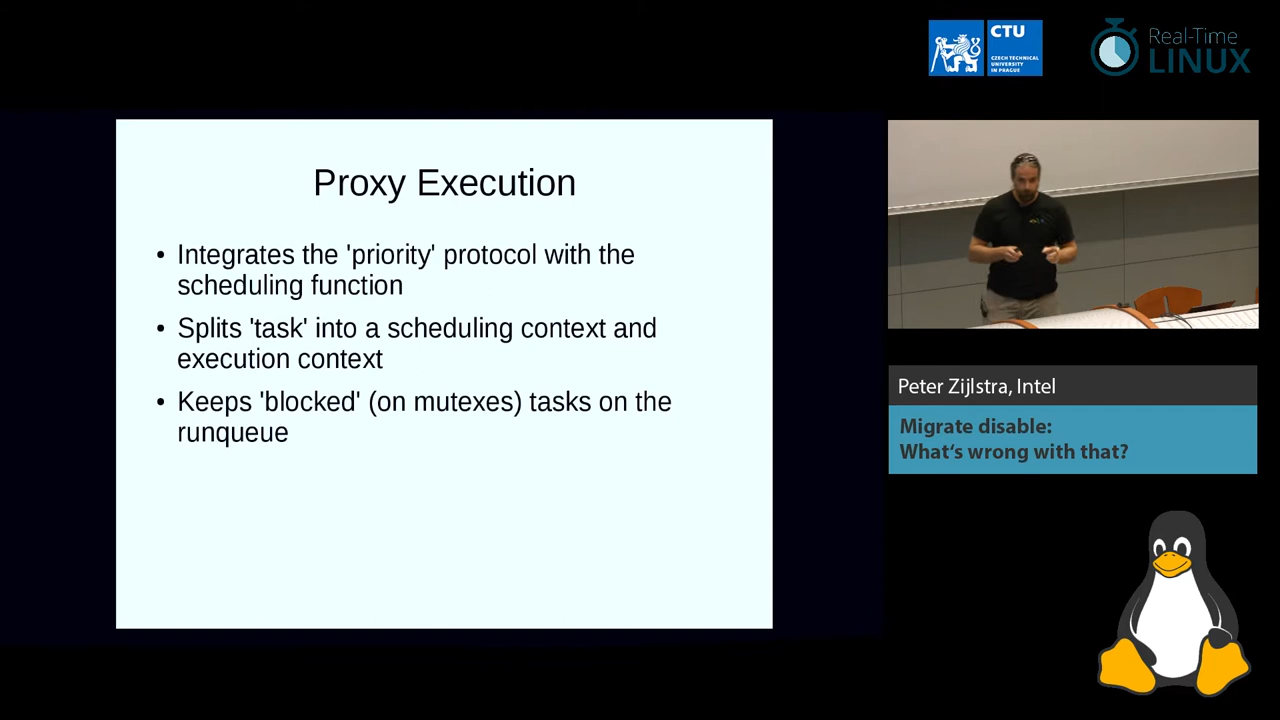 CTU
CZECH TECHNICAL
UNIVERSITY
IN PRAGUE
Real-Time
LINUX
Proxy Execution
• Integrates the 'priority' protocol with the
scheduling function
• Splits 'task' into a scheduling context and
execution context
• Keeps 'blocked' (on mutexes) tasks on the
runqueue
Peter Zijlstra, Intel
Migrate disable:
What's wrong with that?